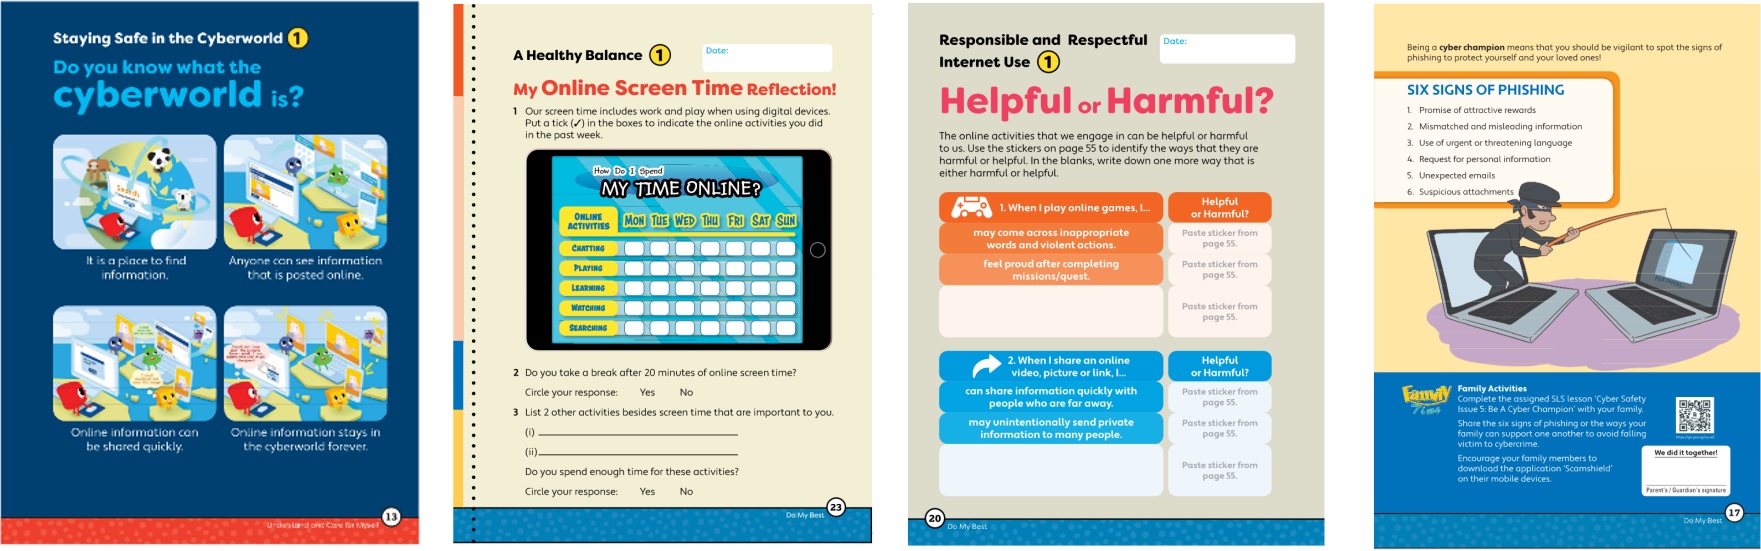 Staying Safe in the Cyberworld 1
Do you know what the
cyberworld is?
It is a place to find
information.
Anyone can see information
that is posted online.
Online information can
be shared quickly.
Online information stays in
the cyberworld forever.
Understand and Care for Myself
13
A Healthy Balance 1
Date:
My Online Screen Time Reflection!
1 Our screen time includes work and play when using digital devices.
Put a tick (✓) in the boxes to indicate the online activities you did
in the past week.
How Do I Spend
MY TIME ONLINE?
ONLINE ACTIVITIES MON TUE WED THU FRI SAT SUN
CHATTING
PLAYING
LEARNING
WATCHING
SEARCHING
2 Do you take a break after 20 minutes of online screen time?
Circle your response: Yes No
3 List 2 other activities besides screen time that are important to you.
(i)
(ii)
Do you spend enough time for these activities?
Circle your response: Yes No
Do My Best
23
Responsible and Respectful
Internet Use 1
Date:
Helpful or Harmful?
The online activities that we engage in can be helpful or harmful
to us. Use the stickers on page 55 to identify the ways that they are
harmful or helpful. In the blanks, write down one more way that is
either harmful or helpful.
1. When I play online games, I...
Helpful
or Harmful?
may come across inappropriate
words and violent actions.
Paste sticker from
page 55.
feel proud after completing
missions/quest.
Paste sticker from
page 55.
Paste sticker from
page 55.
2. When I share an online
video, picture or link, I...
Helpful
or Harmful?
can share information quickly with
people who are far away.
Paste sticker from
page 55.
may unintentionally send private
information to many people.
Paste sticker from
page 55.
Paste sticker from
page 55.
20
Do My Best
Being a cyber champion means that you should be vigilant to spot the signs of
phishing to protect yourself and your loved ones!
SIX SIGNS OF PHISHING
1. Promise of attractive rewards
2. Mismatched and misleading information
3. Use of urgent or threatening language
4. Request for personal information
5. Unexpected emails
6. Suspicious attachments
Family Time
Family Activities
Complete the assigned SLS lesson 'Cyber Safety
Issue 5: Be A Cyber Champion' with your family.
Share the six signs of phishing or the ways your
family can support one another to avoid falling
victim to cybercrime.
Encourage your family members to
download the application 'Scamshield'
on their mobile devices.
We did it together!
Parent's / Guardian's signature
Do My Best
17